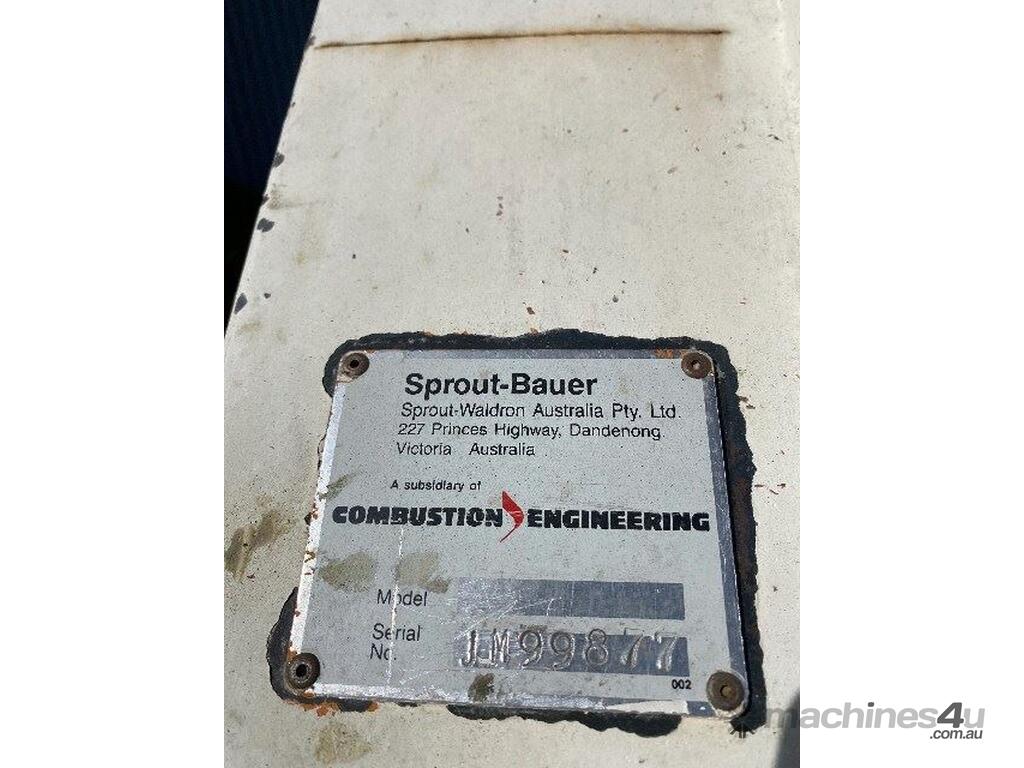 Sprout-Bauer
Sprout-Waldron Australia Pty. Ltd.
227 Princes Highway, Dandenong
Victoria Australia
A subsidiary of
COMBUSTION ENGINEERING
Model
Serial
No. JM99877
002
machines4u
.com.au